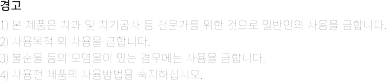 경고
1) 본 제품은 치과 및 치기공사 등 전문가를 위한 것으로 일반인의 사용을 금합니다.
2) 사용목적 외 사용을 금합니다.
3) 불순물 등의 오염물이 있는 경우에는 사용을 금합니다.
4) 사용전 제품의 사용방법을 숙지하십시오.